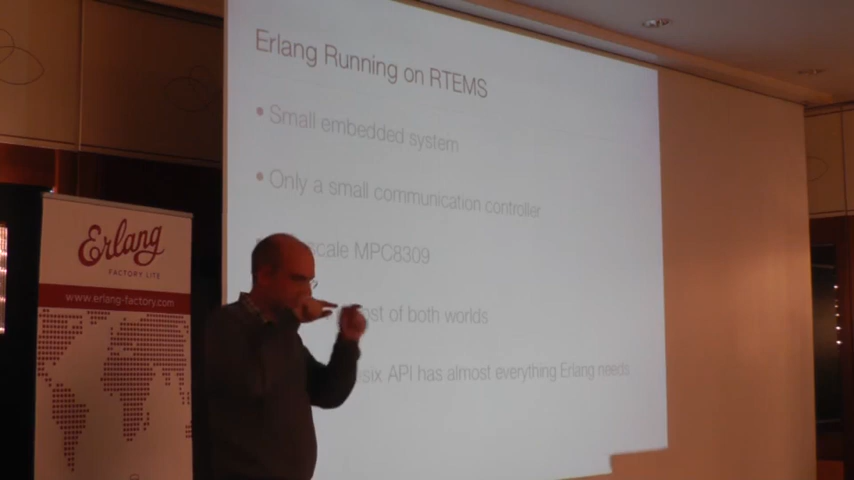 Erlang Running on RTEMS
• Small embedded system
• Only a small communication controller
scale MPC8309
ost of both worlds
six API has almost everything Erlang needs
Erlang
FACTORY LITE
www.erlang-factory.com